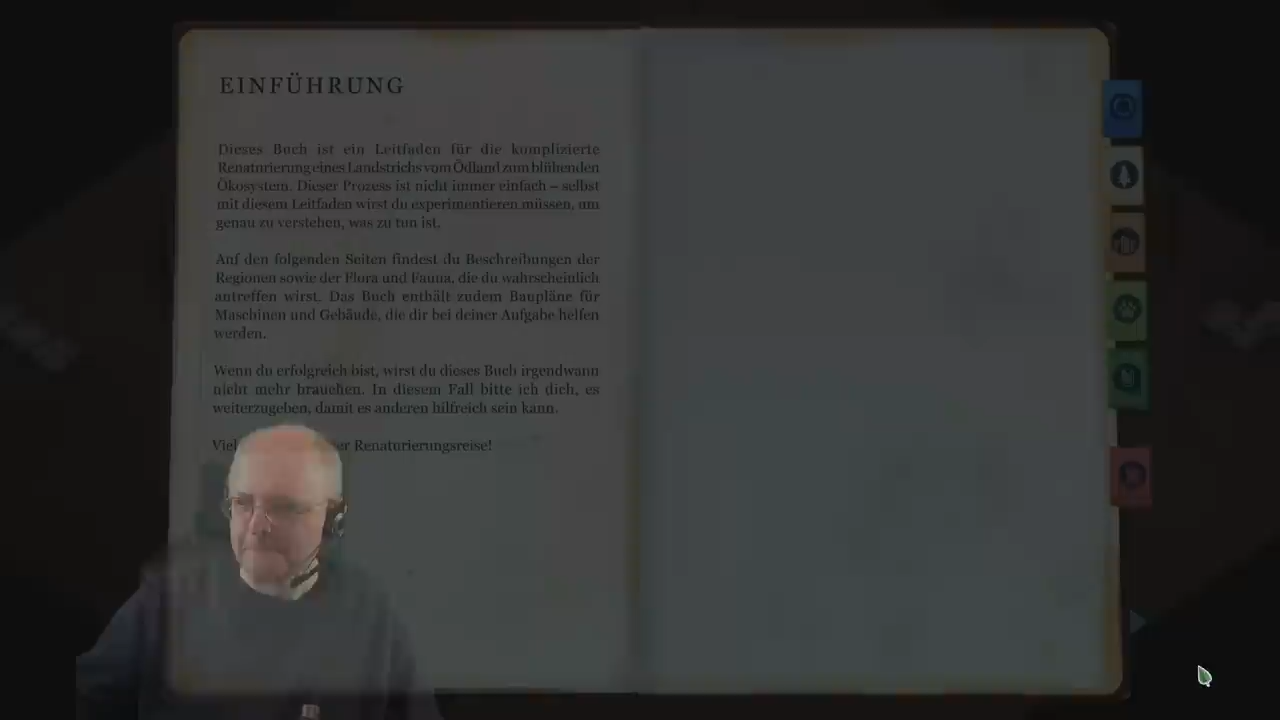 EINFÜHRUNG
Dieses Buch ist ein Leitfaden für die komplizierte
Renaturierung eines Landstrichs vom Ödland zum blühenden
Ökosystem. Dieser Prozess ist nicht immer einfach – selbst
mit diesem Leitfaden wirst du experimentieren müssen, um
genau zu verstehen, was zu tun ist.
Auf den folgenden Seiten findest du Beschreibungen der
Regionen sowie der Flora und Fauna, die du wahrscheinlich
antreffen wirst. Das Buch enthält zudem Baupläne für
Maschinen und Gebäude, die dir bei deiner Aufgabe helfen
werden.
Wenn du erfolgreich bist, wirst du dieses Buch irgendwann
nicht mehr brauchen. In diesem Fall bitte ich dich, es
weiterzugeben, damit es anderen hilfreich sein kann.
Viel Renaturierungsreise!